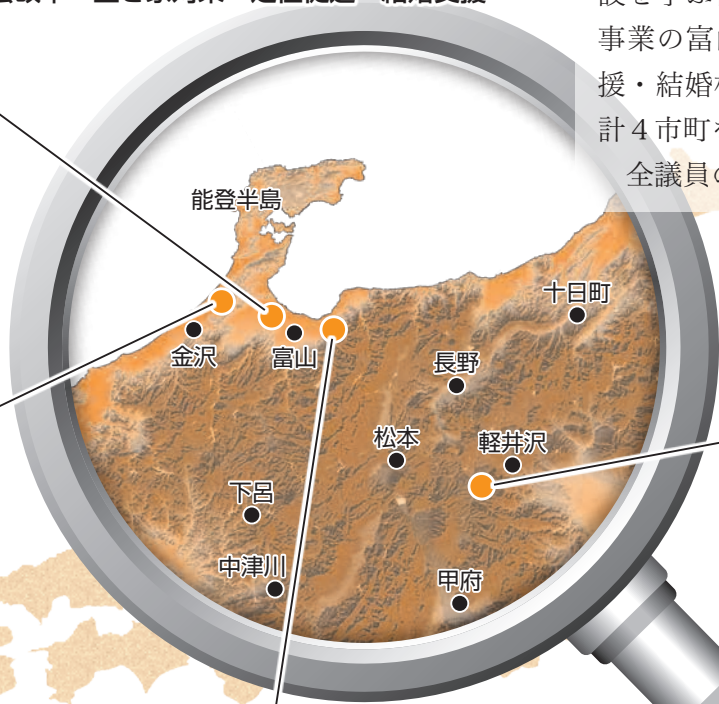 事業の富
援・結婚
計4市町
全議員
能登半島
十日町
金沢
富山
長野
松本
軽井沢
下呂
中津川
甲府